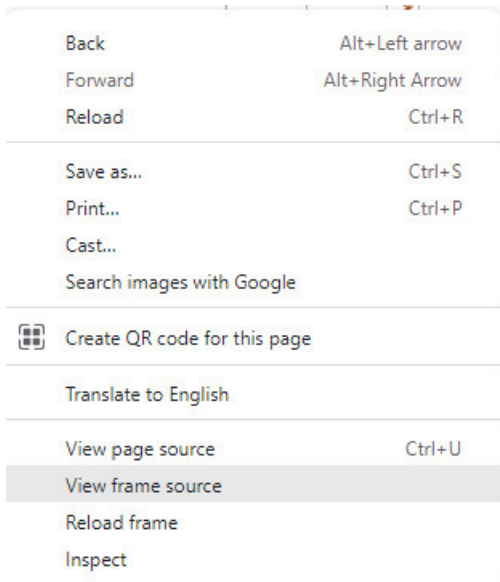 Back Alt+Left arrow
Forward Alt+Right Arrow
Reload Ctrl+R
Save as... Ctrl+S
Print... Ctrl+P
Cast...
Search images with Google
Create QR code for this page
Translate to English
View page source Ctrl+U
View frame source
Reload frame
Inspect